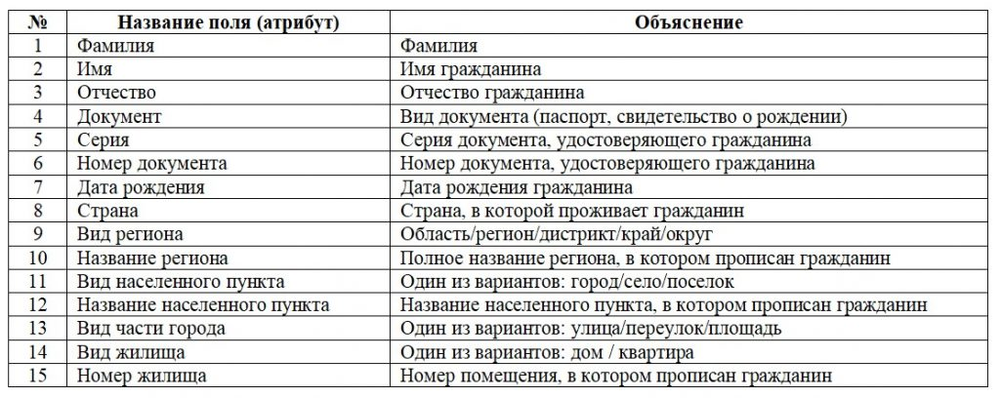 № Название поля (атрибут) Объяснение
1 Фамилия Фамилия
2 Имя Имя гражданина
3 Отчество Отчество гражданина
4 Документ Вид документа (паспорт, свидетельство о рождении)
5 Серия Серия документа, удостоверяющего гражданина
6 Номер документа Номер документа, удостоверяющего гражданина
7 Дата рождения Дата рождения гражданина
8 Страна Страна, в которой проживает гражданин
9 Вид региона Область/регион/дистрикт/край/округ
10 Название региона Полное название региона, в котором прописан гражданин
11 Вид населенного пункта Один из вариантов: город/село/поселок
12 Название населенного пункта Название населенного пункта, в котором прописан гражданин
13 Вид части города Один из вариантов: улица/переулок/площадь
14 Вид жилища Один из вариантов: дом / квартира
15 Номер жилища Номер помещения, в котором прописан гражданин